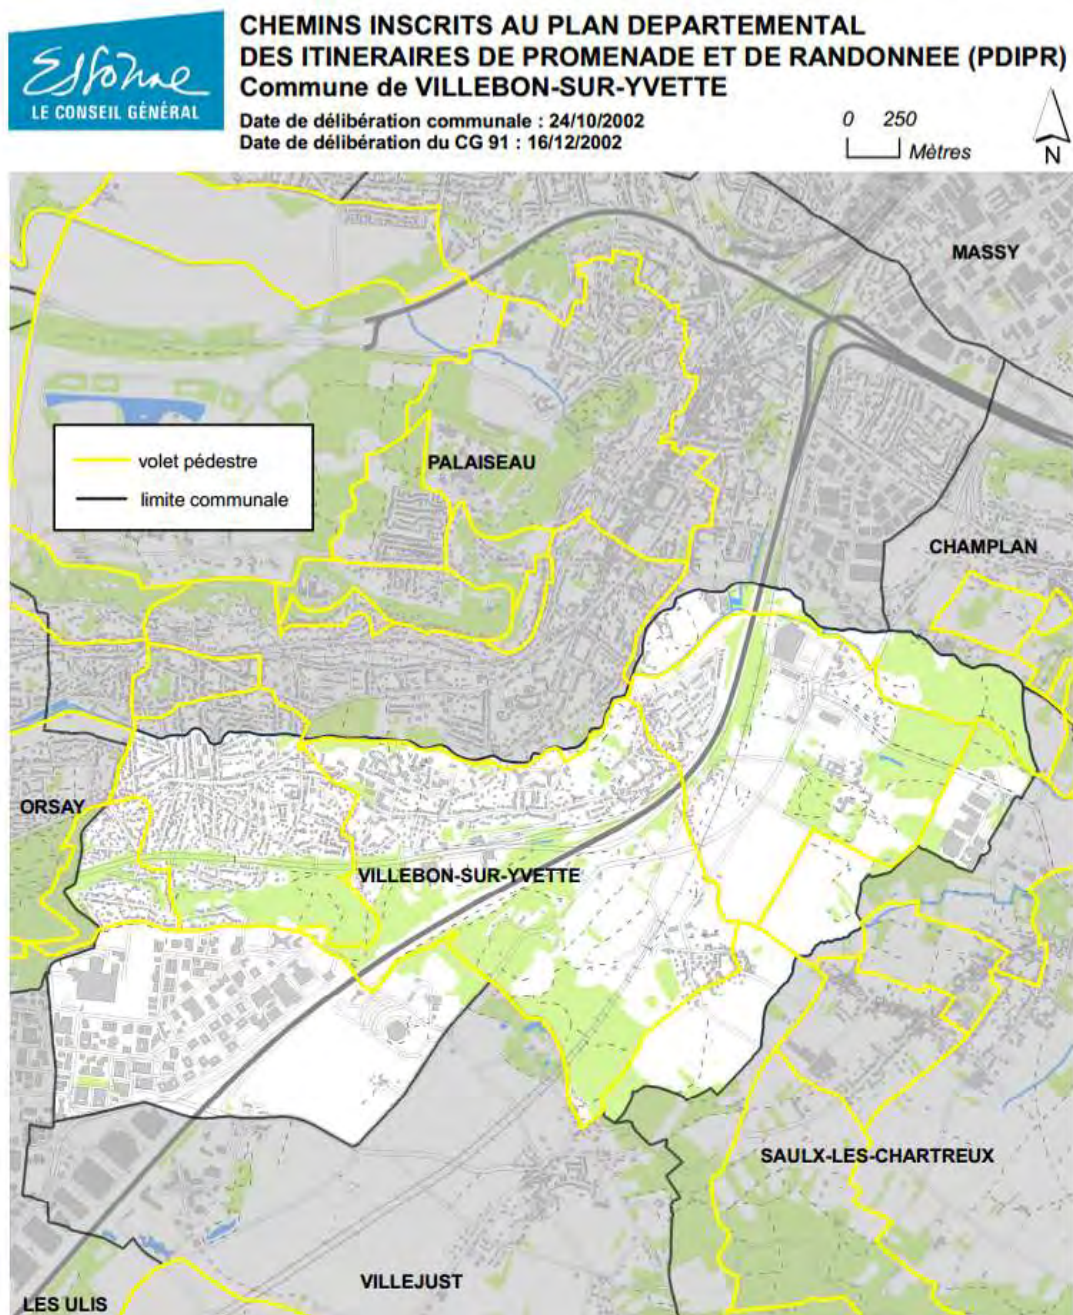 Essonne
LE CONSEIL GÉNÉRAL
CHEMINS INSCRITS AU PLAN DEPARTEMENTAL
DES ITINERAIRES DE PROMENADE ET DE RANDONNEE (PDIPR)
Commune de VILLEBON-SUR-YVETTE
Date de délibération communale : 24/10/2002
Date de délibération du CG 91 : 16/12/2002
0 250
Mètres
N
MASSY
volet pédestre
limite communale
PALAISEAU
CHAMPLAN
ORSAY
VILLEBON-SUR-YVETTE
SAULX-LES-CHARTREUX
VILLEJUST
LES ULIS